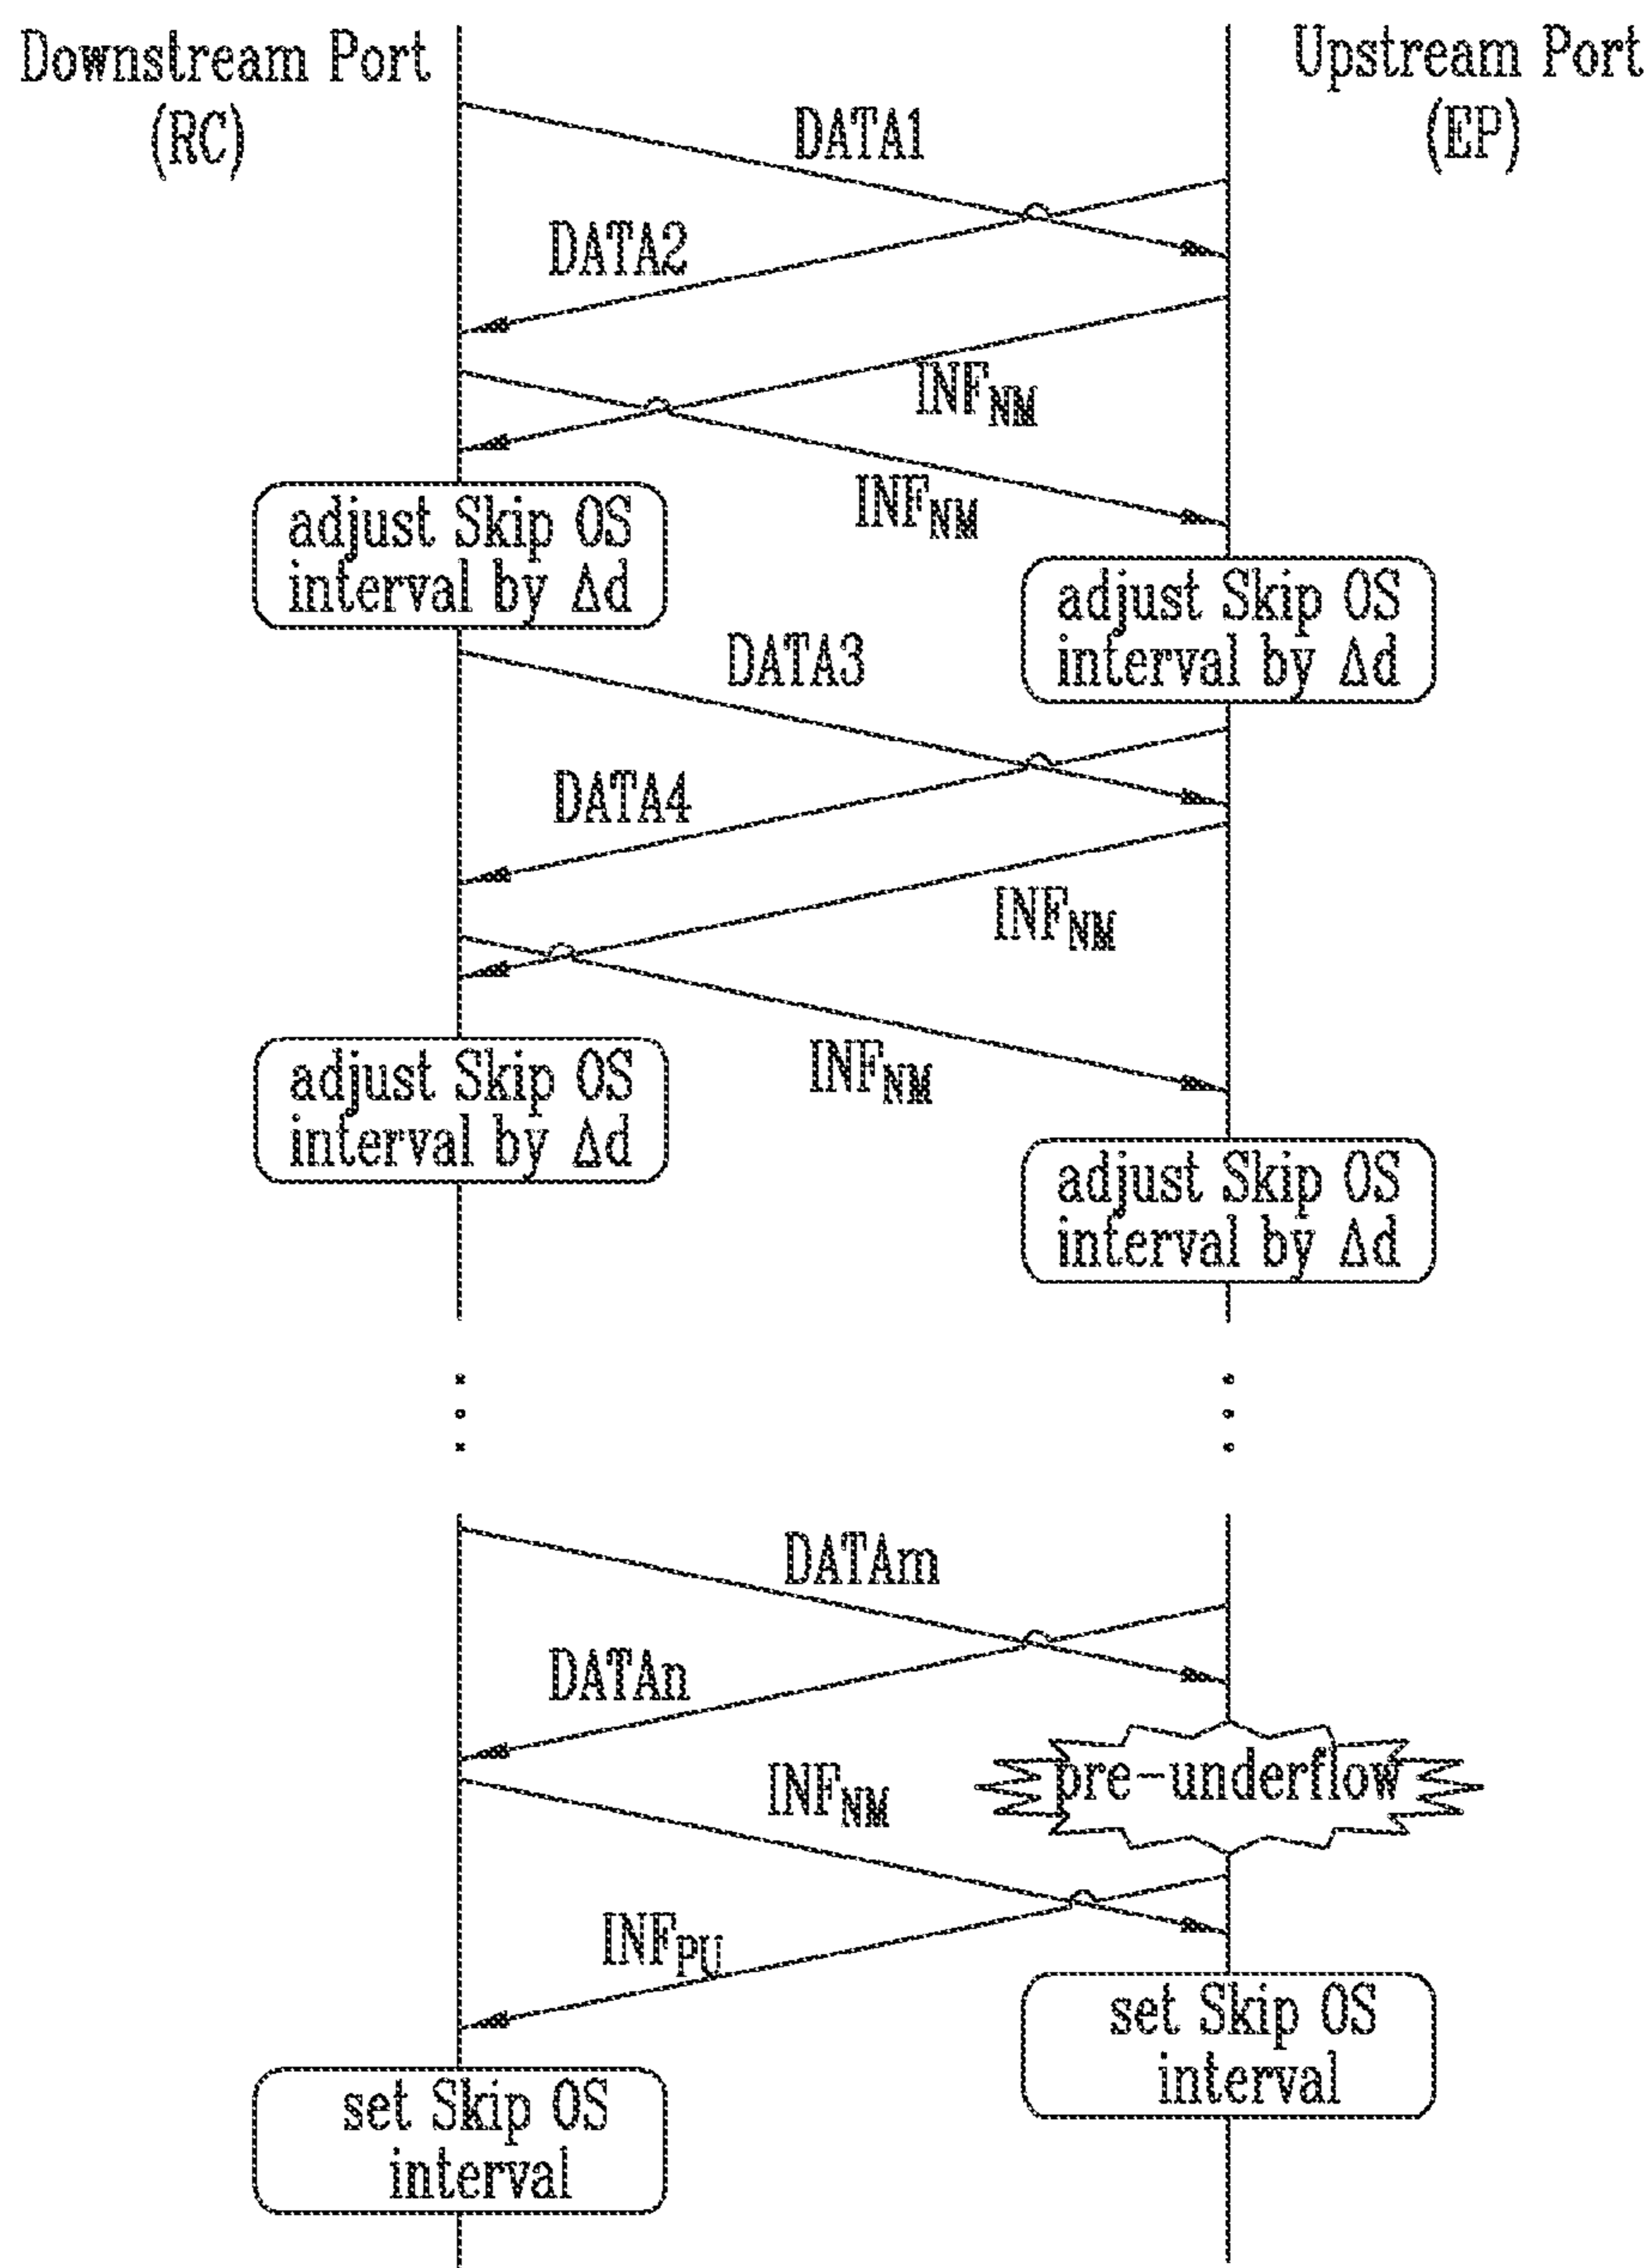 Downstream Port
(RC)
Upstream Port
(EP)
DATA1
DATA2
INFNM
INFNM
adjust Skip OS
interval by Δd
adjust Skip OS
interval by Δd
DATA3
DATA4
INFNM
INFNM
adjust Skip OS
interval by Δd
adjust Skip OS
interval by Δd
DATAm
DATAn
pre-underflow
INFNM
INFPU
set Skip OS
interval
set Skip OS
interval